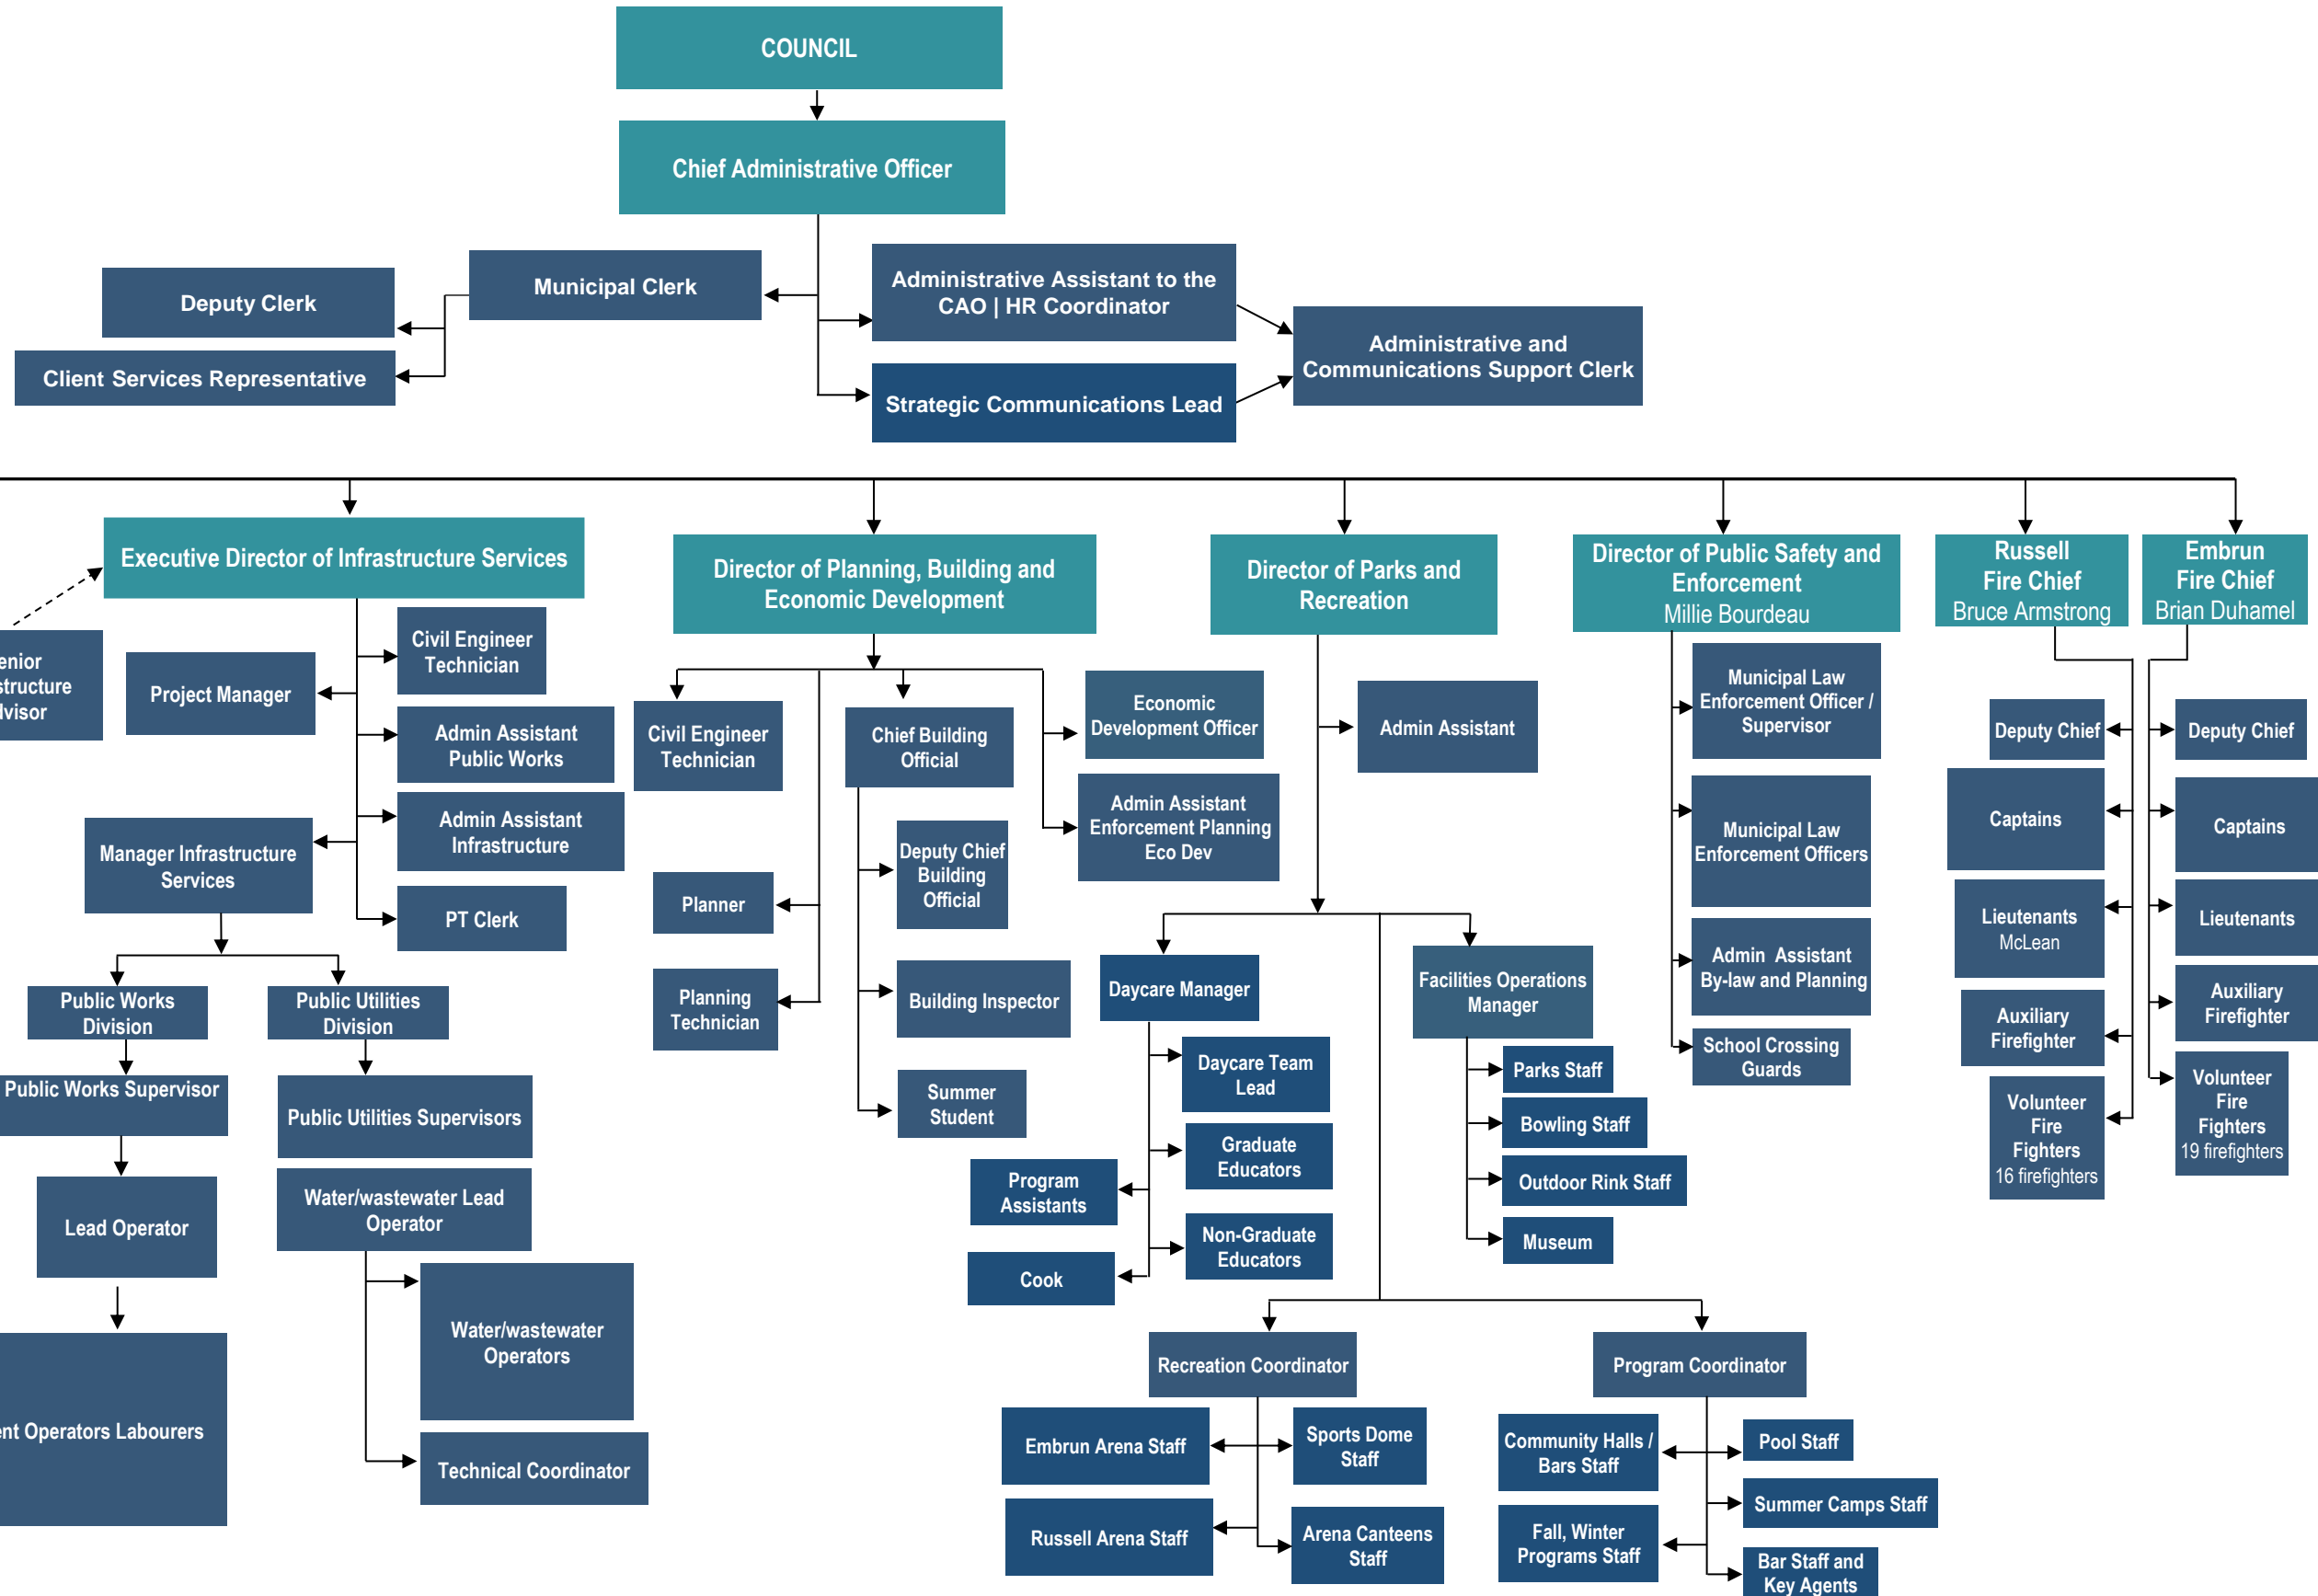 COUNCIL
Chief Administrative Officer
Municipal Clerk
Deputy Clerk
Client Services Representative
Administrative Assistant to the
CAO | HR Coordinator
Strategic Communications Lead
Administrative and
Communications Support Clerk
Executive Director of Infrastructure Services
Project Manager
Civil Engineer
Technician
Admin Assistant
Public Works
Admin Assistant
Infrastructure
PT Clerk
Manager Infrastructure
Services
Public Works
Division
Public Works Supervisor
Lead Operator
Operators Labourers
Public Utilities
Division
Public Utilities Supervisors
Water/wastewater Lead
Operator
Water/wastewater
Operators
Technical Coordinator
Director of Planning, Building and
Economic Development
Civil Engineer
Technician
Planner
Planning
Technician
Chief Building
Official
Deputy Chief
Building
Official
Building Inspector
Summer
Student
Economic
Development Officer
Admin Assistant
Enforcement Planning
Eco Dev
Director of Parks and
Recreation
Admin Assistant
Daycare Manager
Daycare Team
Lead
Graduate
Educators
Program
Assistants
Non-Graduate
Educators
Cook
Facilities Operations
Manager
Parks Staff
Bowling Staff
Outdoor Rink Staff
Museum
Recreation Coordinator
Embrun Arena Staff
Sports Dome
Staff
Russell Arena Staff
Arena Canteens
Staff
Program Coordinator
Community Halls /
Bars Staff
Pool Staff
Summer Camps Staff
Fall, Winter
Programs Staff
Bar Staff and
Key Agents
Director of Public Safety and
Enforcement
Millie Bourdeau
Municipal Law
Enforcement Officer /
Supervisor
Municipal Law
Enforcement Officers
Admin Assistant
By-law and Planning
School Crossing
Guards
Russell
Fire Chief
Bruce Armstrong
Deputy Chief
Captains
Lieutenants
McLean
Auxiliary
Firefighter
Volunteer
Fire
Fighters
16 firefighters
Embrun
Fire Chief
Brian Duhamel
Deputy Chief
Captains
Lieutenants
Auxiliary
Firefighter
Volunteer
Fire
Fighters
19 firefighters